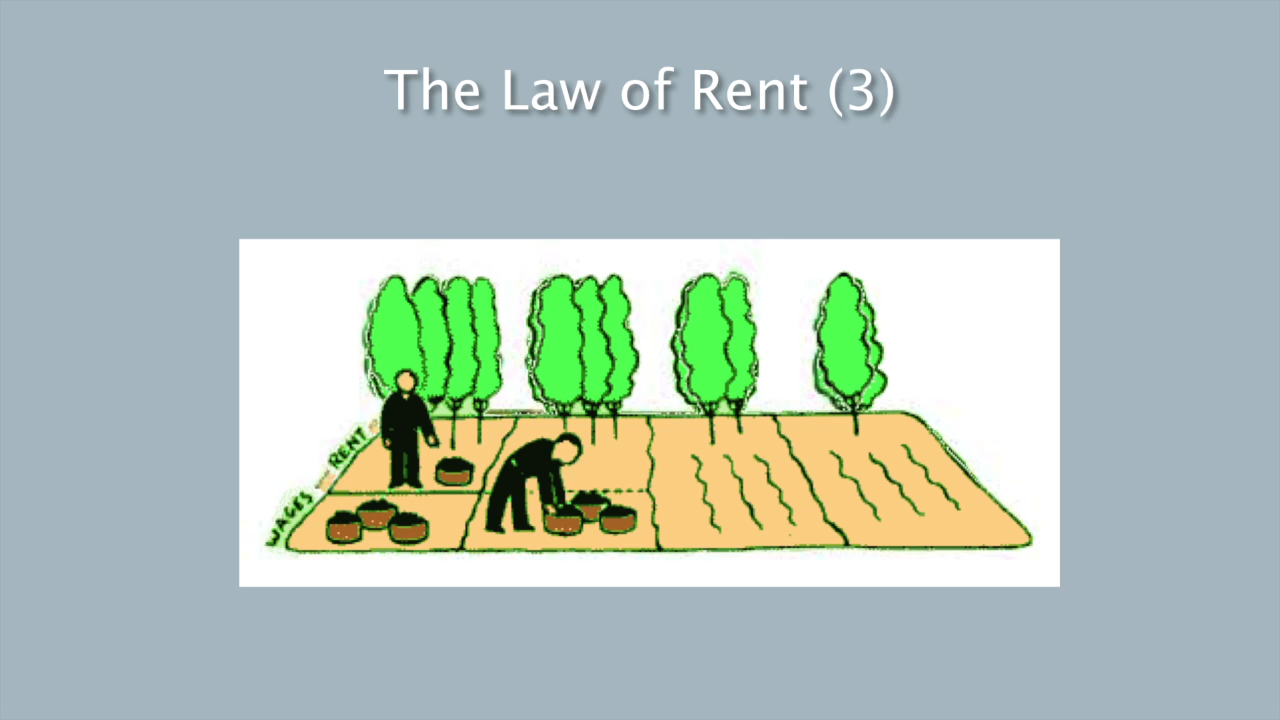 The Law of Rent (3)
RENT
WAGES